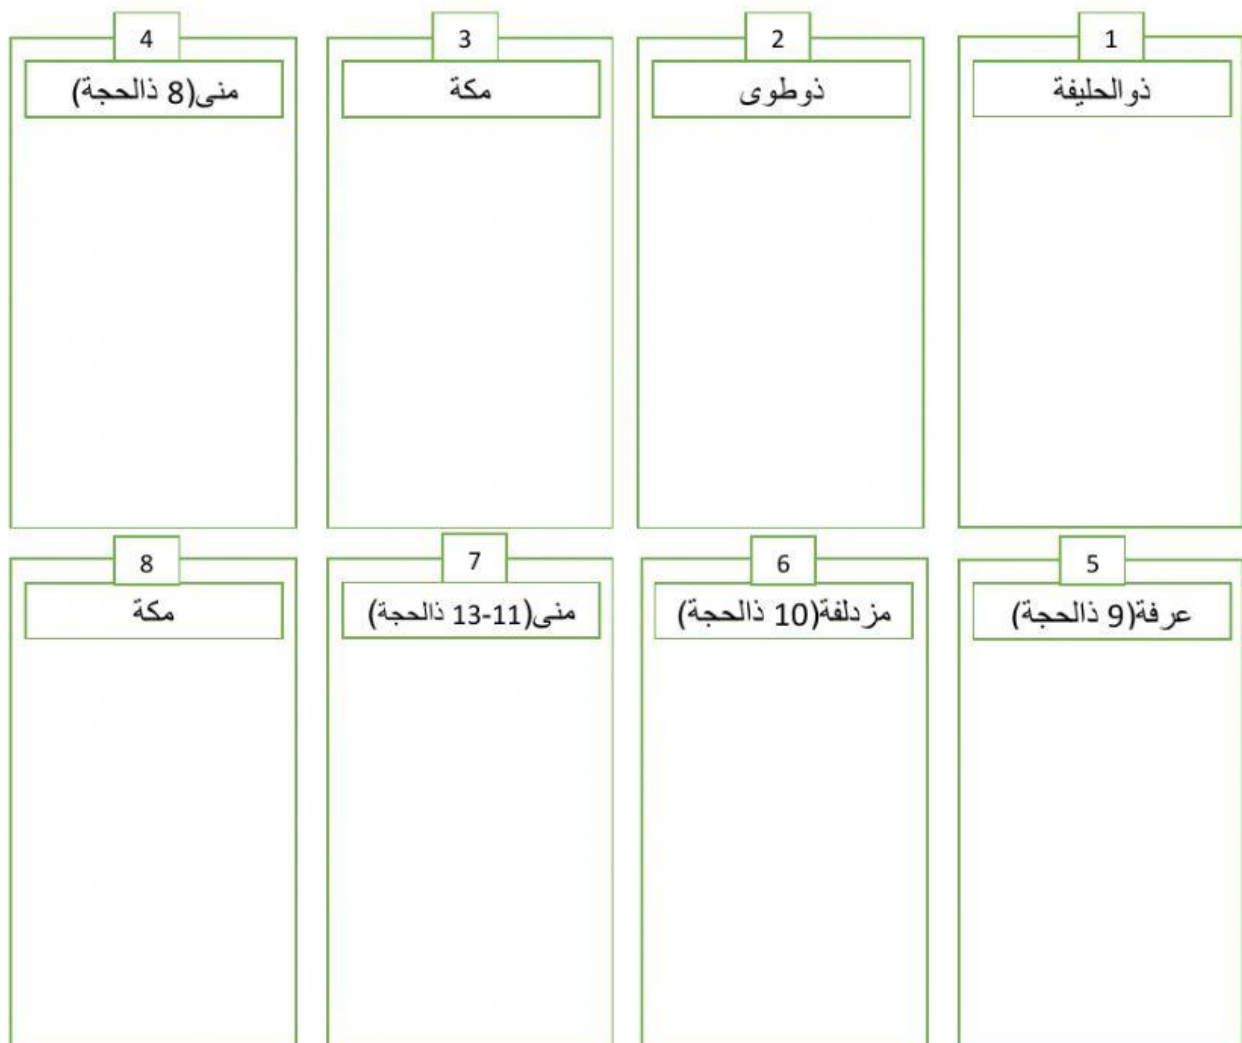 1
ذوالحليفة
2
ذوطوى
3
مكة
4
منى(8 ذالحجة)
5
عرفة(9 ذالحجة)
6
مزدلفة(10 ذالحجة)
7
منى(11-13 ذالحجة)
8
مكة